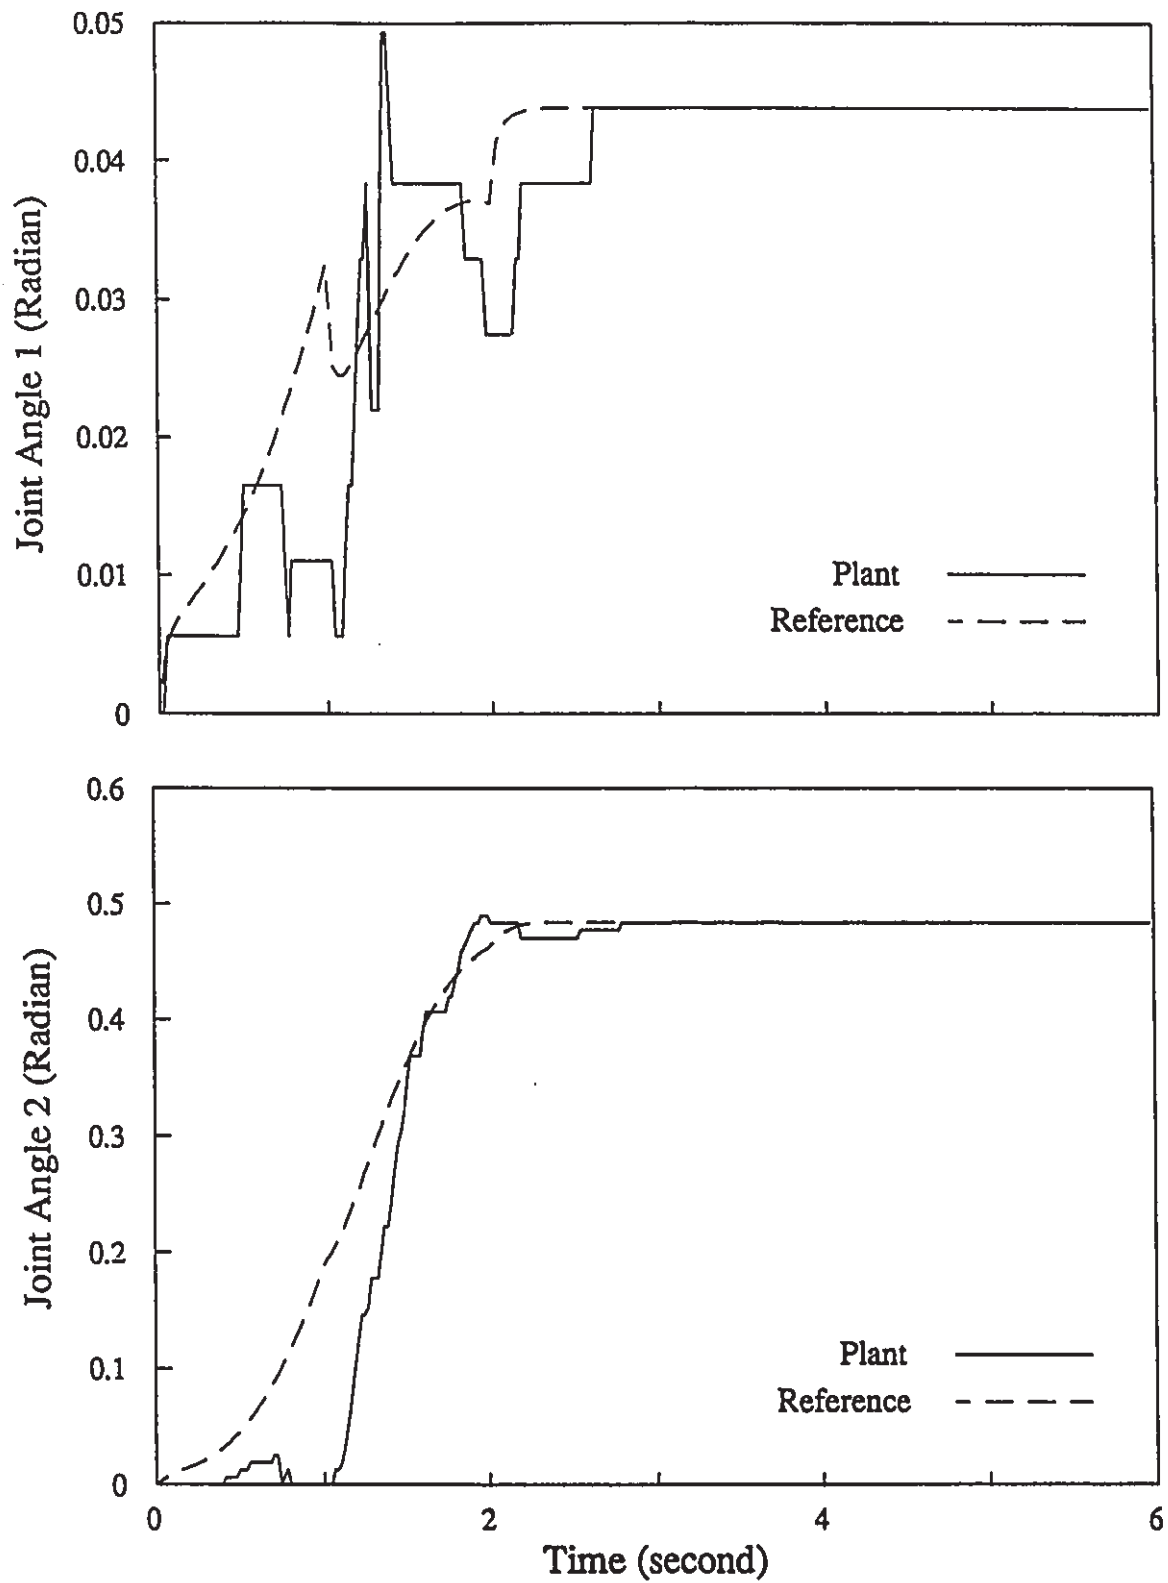 0.05
0.04
0.03
0.02
0.01
0
Joint Angle 1 (Radian)
Plant
Reference
0.6
0.5
0.4
0.3
0.2
0.1
0
Joint Angle 2 (Radian)
Plant
Reference
0 2 4 6
Time (second)